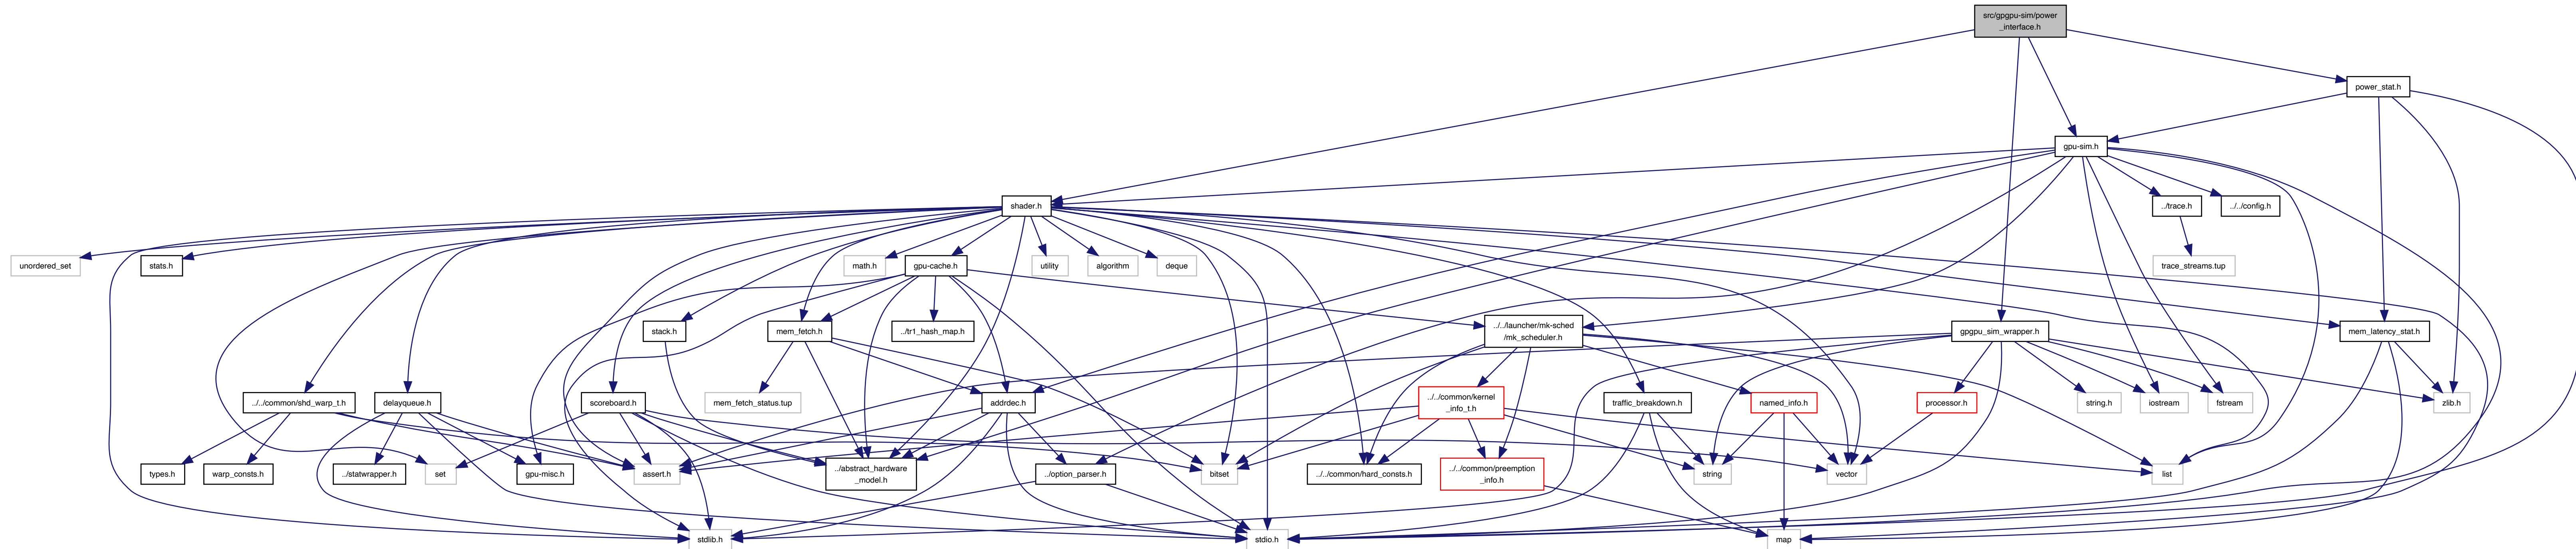 src/gpgpu-sim/power
_interface.h
power_stat.h
gpu-sim.h
shader.h
../trace.h
../../config.h
unordered_set
stats.h
math.h
gpu-cache.h
utility
algorithm
deque
trace_streams.tup
stack.h
mem_fetch.h
../tr1_hash_map.h
../../launcher/mk-sched
/mk_scheduler.h
gpgpu_sim_wrapper.h
mem_latency_stat.h
../../common/shd_warp_t.h
delayqueue.h
scoreboard.h
mem_fetch_status.tup
addrdec.h
../../common/kernel
_info_t.h
traffic_breakdown.h
named_info.h
processor.h
string.h
iostream
fstream
zlib.h
types.h
warp_consts.h
../statwrapper.h
set
gpu-misc.h
assert.h
../abstract_hardware
_model.h
../option_parser.h
bitset
../../common/hard_consts.h
../../common/preemption
_info.h
string
vector
list
stdlib.h
stdio.h
map